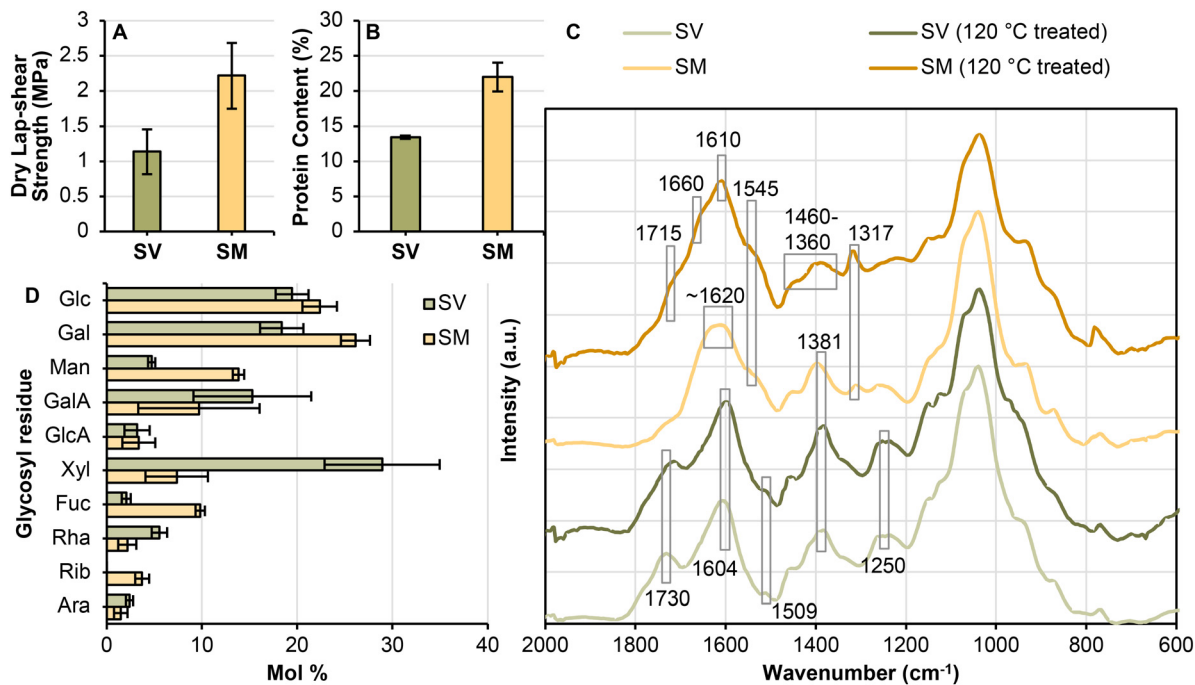 A
Dry Lap-shear
Strength (MPa)
3
2.5
2
1.5
1
0.5
0
SV
SM
B
Protein Content (%)
30
25
20
15
10
5
0
SV
SM
C
SV
SV (120 °C treated)
SM
SM (120 °C treated)
1610
1660
1545
1715
1460-
1360
1317
~1620
1381
1604
1250
1730
1509
Intensity (a.u.)
2000
1800
1600
1400
1200
1000
800
600
Wavenumber (cm⁻¹)
D
SV
SM
Glycosyl residue
Glc
Gal
Man
GalA
GlcA
Xyl
Fuc
Rha
Rib
Ara
0
10
20
30
40
Mol %